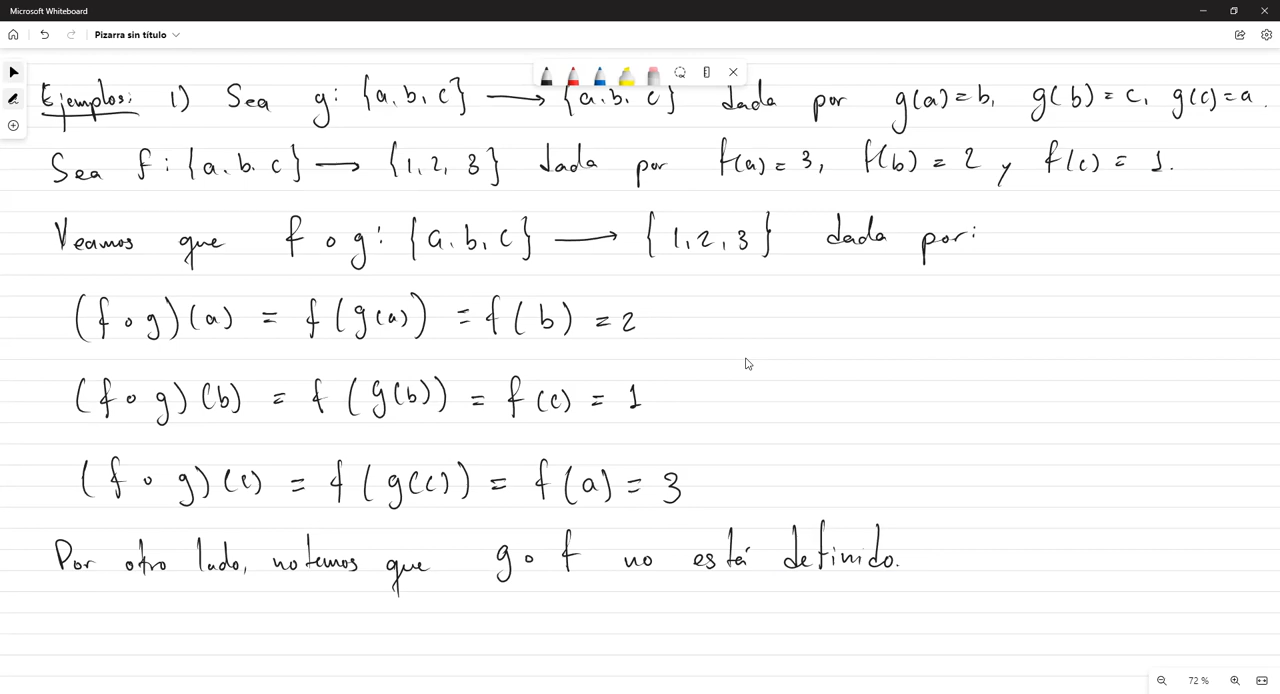 Microsoft Whiteboard
Pizarra sin título
Ejemplos: 1) Sea g: {a, b, c} ⟶ {a, b, c} dada por g(a) = b, g(b) = c, g(c) = a.
Sea f: {a, b, c} ⟶ {1, 2, 3} dada por f(a) = 3, f(b) = 2 y f(c) = 1.
Veamos que f ∘ g: {a, b, c} ⟶ {1, 2, 3} dada por:
(f ∘ g)(a) = f(g(a)) = f(b) = 2
(f ∘ g)(b) = f(g(b)) = f(c) = 1
(f ∘ g)(c) = f(g(c)) = f(a) = 3
Por otro lado, notemos que g ∘ f no está definido.
72 %